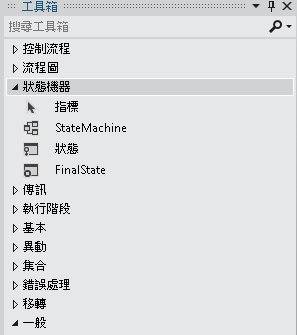 工具箱
搜尋工具箱
控制流程
流程圖
狀態機器
指標
StateMachine
狀態
FinalState
傳訊
執行階段
基本
異動
集合
錯誤處理
移轉
一般